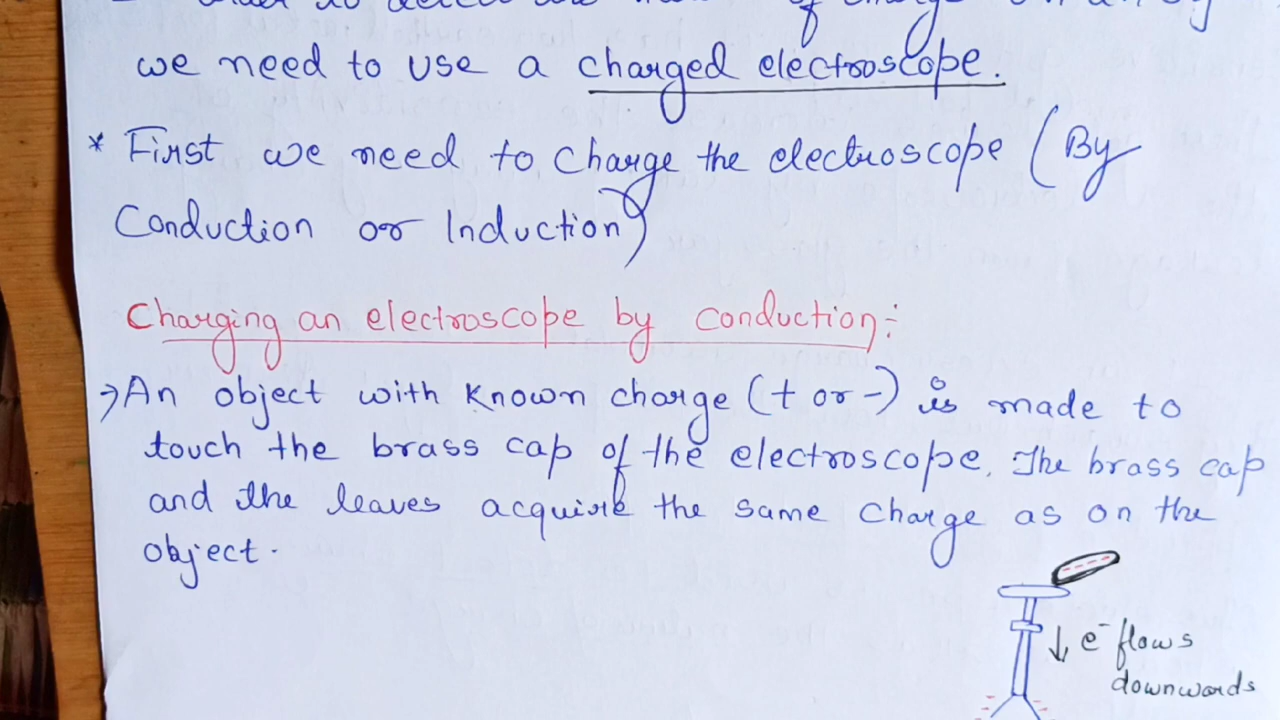 we need to use a charged electroscope.
* First we need to charge the electroscope (By
Conduction or Induction)
Charging an electroscope by conduction:-
→ An object with known charge (+ or -) is made to
touch the brass cap of the electroscope. The brass cap
and the leaves acquire the same charge as on the
object.
↓ e⁻ flows
downwards